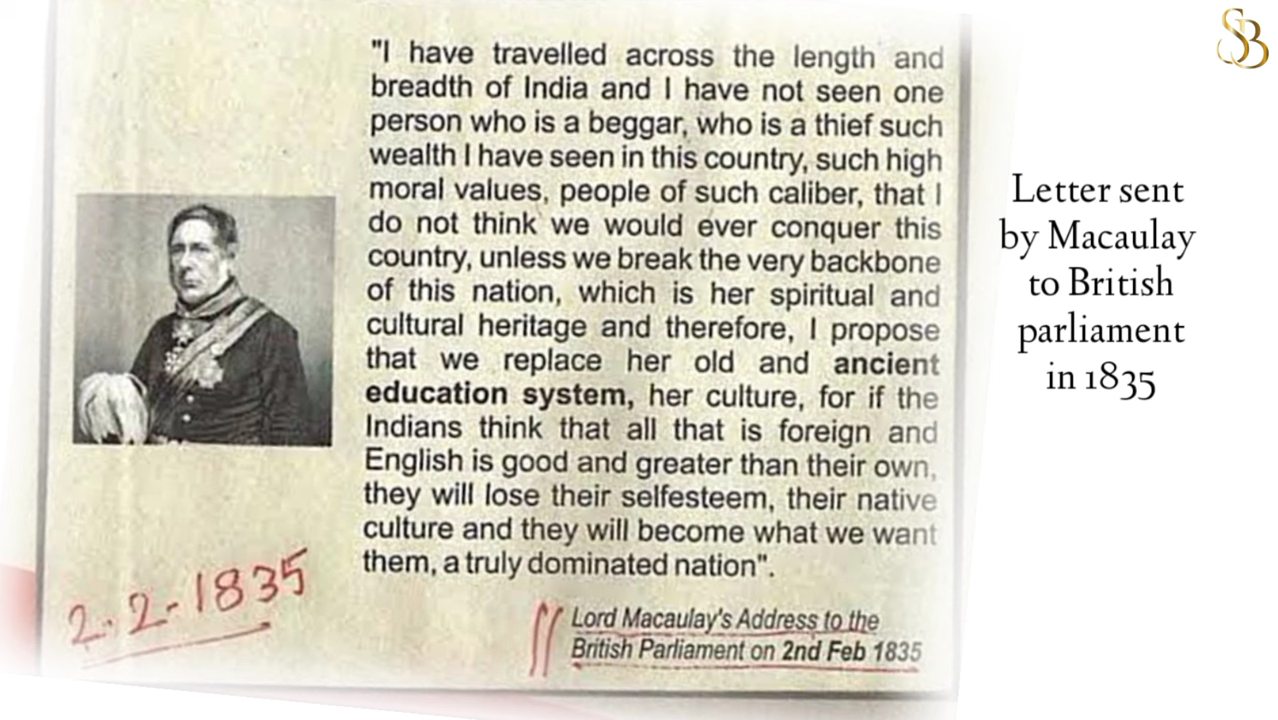 "I have travelled across the length and
breadth of India and I have not seen one
person who is a beggar, who is a thief such
wealth I have seen in this country, such high
moral values, people of such caliber, that I
do not think we would ever conquer this
country, unless we break the very backbone
of this nation, which is her spiritual and
cultural heritage and therefore, I propose
that we replace her old and ancient
education system, her culture, for if the
Indians think that all that is foreign and
English is good and greater than their own,
they will lose their selfesteem, their native
culture and they will become what we want
them, a truly dominated nation".
2-2-1835
Lord Macaulay's Address to the
British Parliament on 2nd Feb 1835
SB
Letter sent
by Macaulay
to British
parliament
in 1835